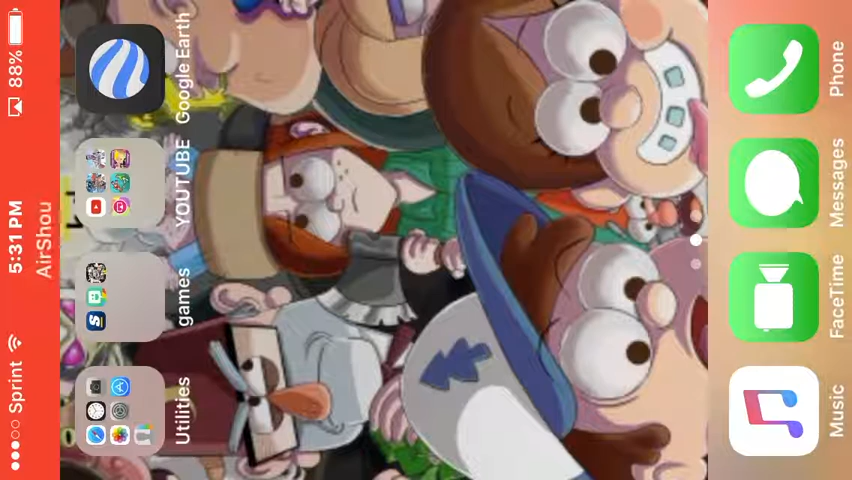 Sprint 5:31 PM 88%
AirShou
Utilities games YOUTUBE Google Earth
Music FaceTime Messages Phone